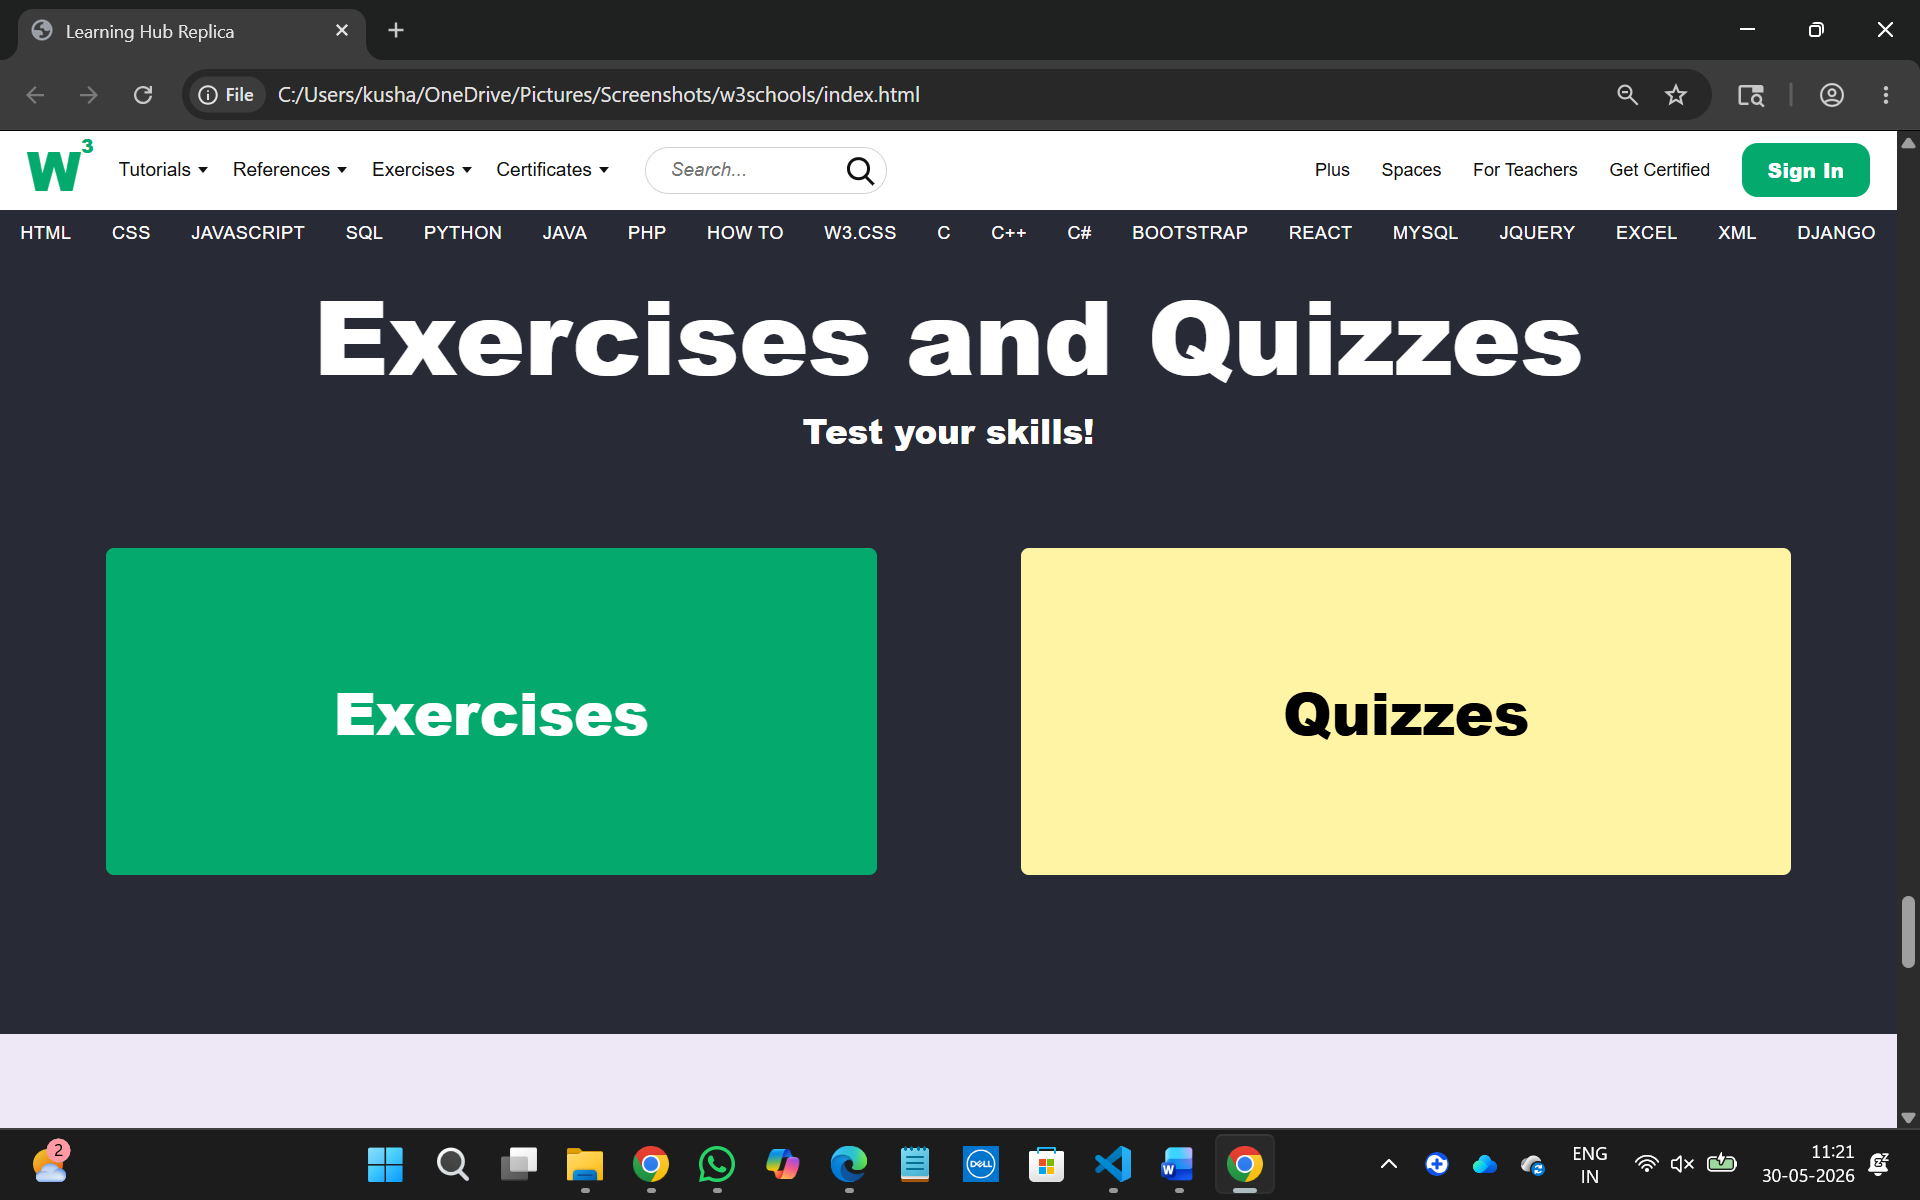 Learning Hub Replica
File C:/Users/kusha/OneDrive/Pictures/Screenshots/w3schools/index.html
W3 Tutorials References Exercises Certificates Search... Plus Spaces For Teachers Get Certified Sign In
HTML CSS JAVASCRIPT SQL PYTHON JAVA PHP HOW TO W3.CSS C C++ C# BOOTSTRAP REACT MYSQL JQUERY EXCEL XML DJANGO
Exercises and Quizzes
Test your skills!
Exercises Quizzes
2 DELL W ENG 11:21
IN 30-05-2026